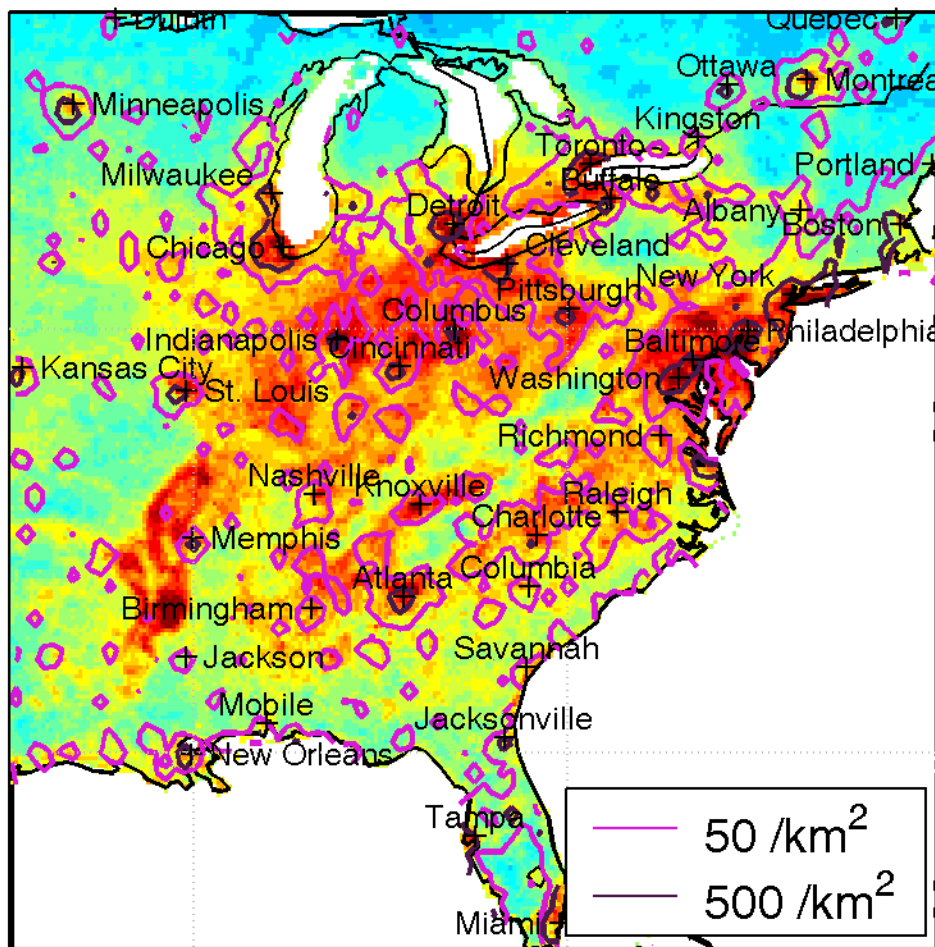 Duluth
Quebec
Ottawa
Montrea
Minneapolis
Kingston
Toronto
Portland
Milwaukee
Buffalo
Detroit
Albany
Boston
Chicago
Cleveland
New York
Pittsburgh
Columbus
Indianapolis
Cincinnati
Baltimore
Philadelphia
Kansas City
St. Louis
Washington
Richmond
Nashville
Knoxville
Raleigh
Charlotte
Memphis
Atlanta
Columbia
Birmingham
Savannah
Jackson
Mobile
Jacksonville
New Orleans
Tampa
50 /km²
500 /km²
Miami